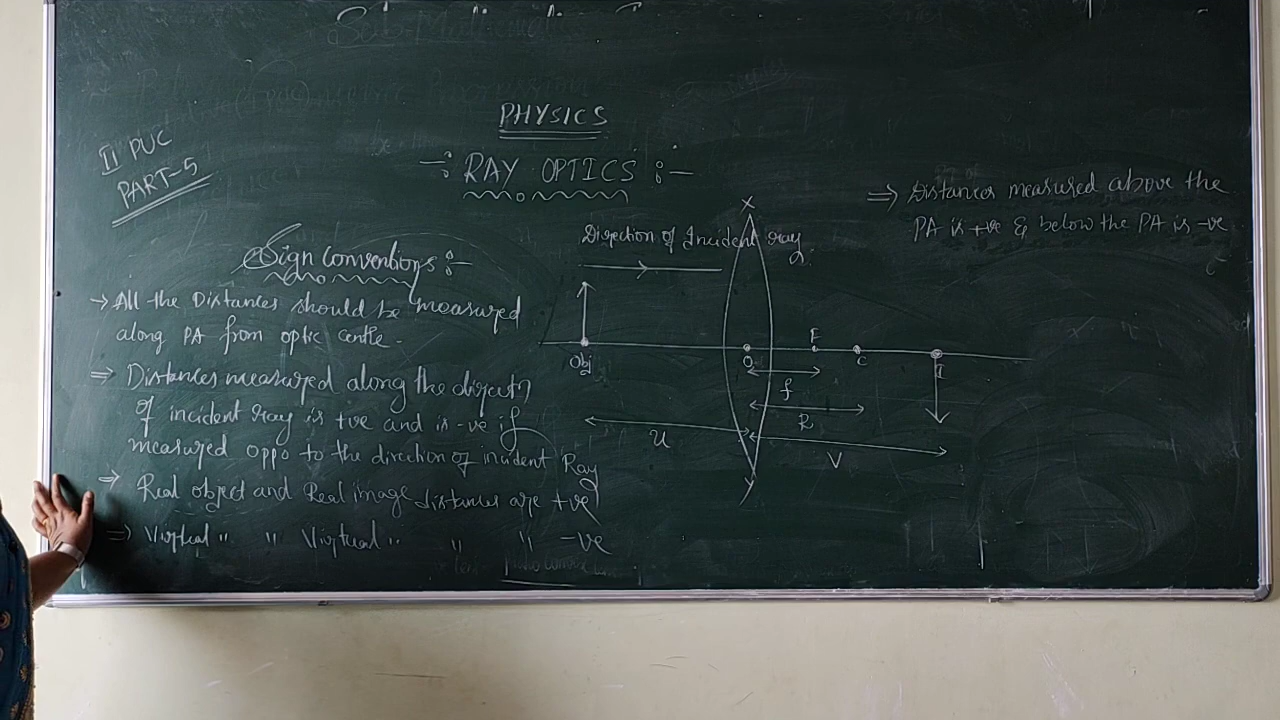 PHYSICS
II PUC
PART-5
-: RAY OPTICS :-
Sign conventions :-
→ All the Distances should be measured
along PA from optic centre.
⇒ Distances measured along the direct?
of incident ray is +ve and is -ve if
measured oppo to the direction of incident Ray
⇒ Real object and Real image distances are +ve
⇒ Virtual " " Virtual " " " -ve
Direction of Incident ray
X
Obj
O
F
C
I
f
R
u
V
Y
⇒ Distances measured above the
PA is +ve & below the PA is -ve